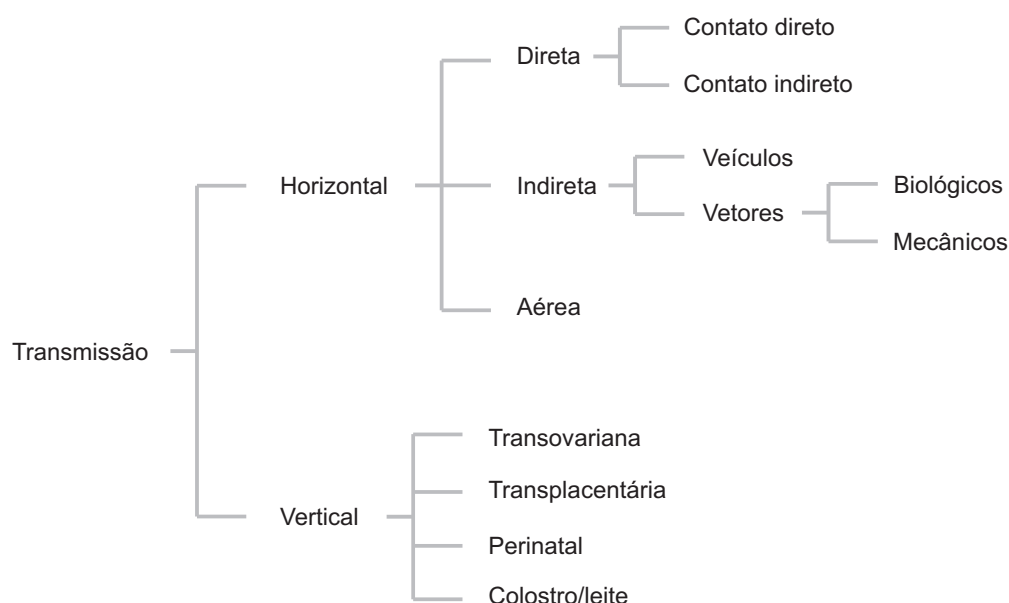 Transmissão
Horizontal
Direta
Contato direto
Contato indireto
Indireta
Veículos
Vetores
Biológicos
Mecânicos
Aérea
Vertical
Transovariana
Transplacentária
Perinatal
Colostro/leite